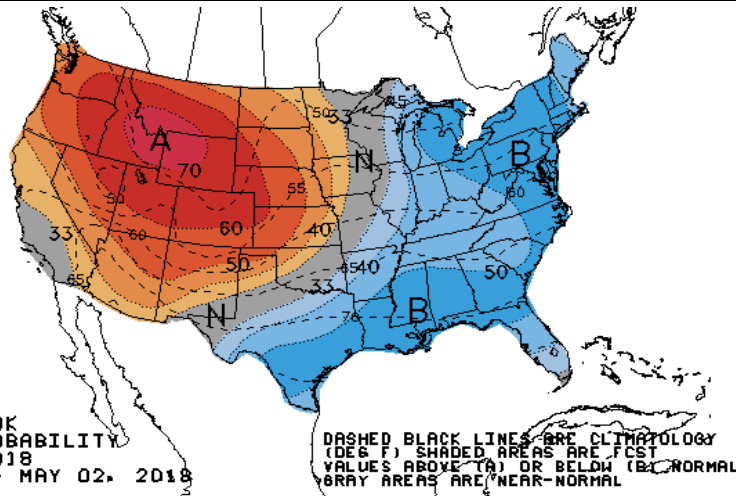 50
33
45
A
N
B
70
55
45
60
50
60
33
60
40
50
65
40
50
65
33
N
70
B
OK
OBABILITY
018
- MAY 02, 2018
DASHED BLACK LINES ARE CLIMATOLOGY
(DEG F) SHADED AREAS ARE FCST
VALUES ABOVE (A) OR BELOW (B) NORMAL
GRAY AREAS ARE NEAR-NORMAL